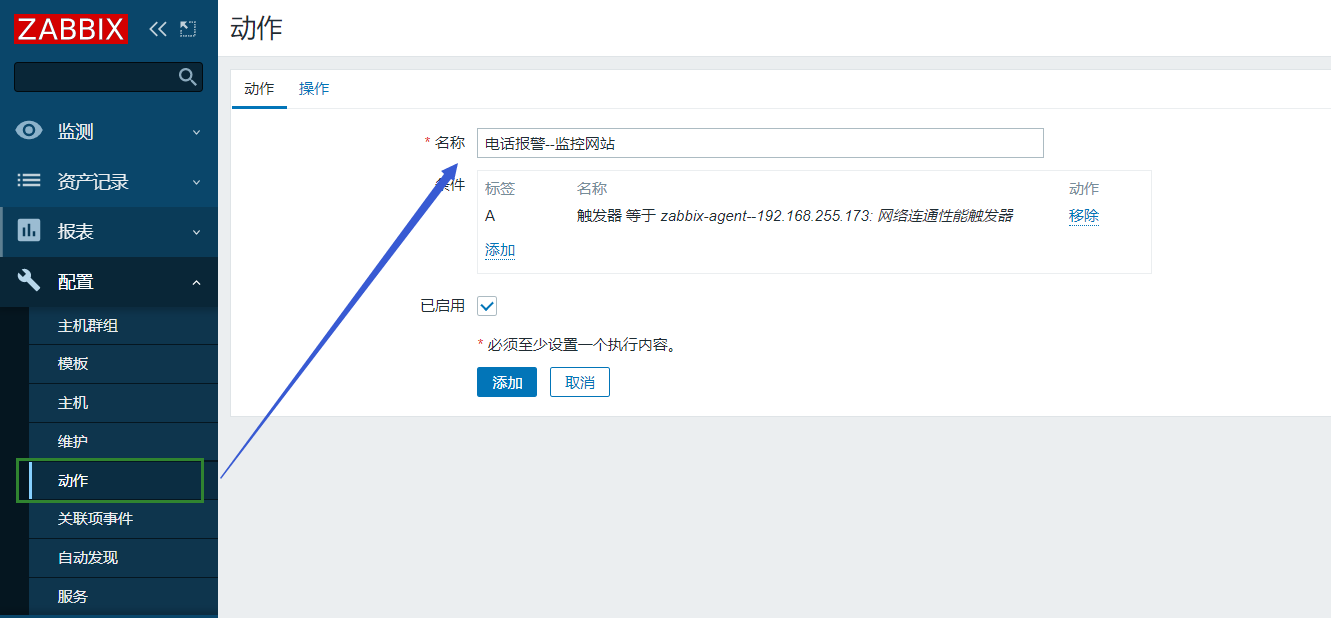 ZABBIX
动作
监测
资产记录
报表
配置
主机群组
模板
主机
维护
动作
关联项事件
自动发现
服务
动作 操作
* 名称 电话报警--监控网站
条件 标签 名称 动作
A 触发器 等于 zabbix-agent--192.168.255.173: 网络连通性能触发器 移除
添加
已启用
* 必须至少设置一个执行内容。
添加 取消